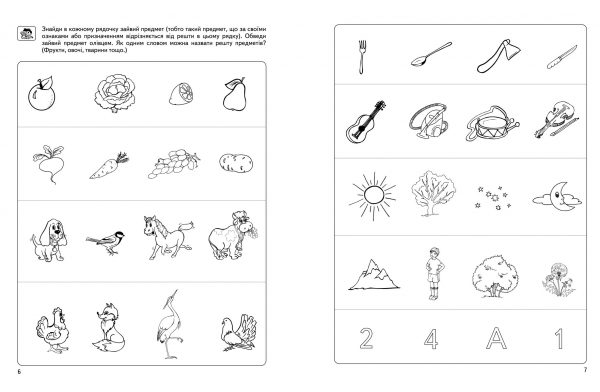 Знайди в кожному рядочку зайвий предмет (тобто такий предмет, що за своїми
ознаками або призначенням відрізняється від решти в цьому рядку). Обведи
зайвий предмет олівцем. Як одним словом можна назвати решту предметів?
(Фрукти, овочі, тварини тощо.)
6
2 4 А 1
7